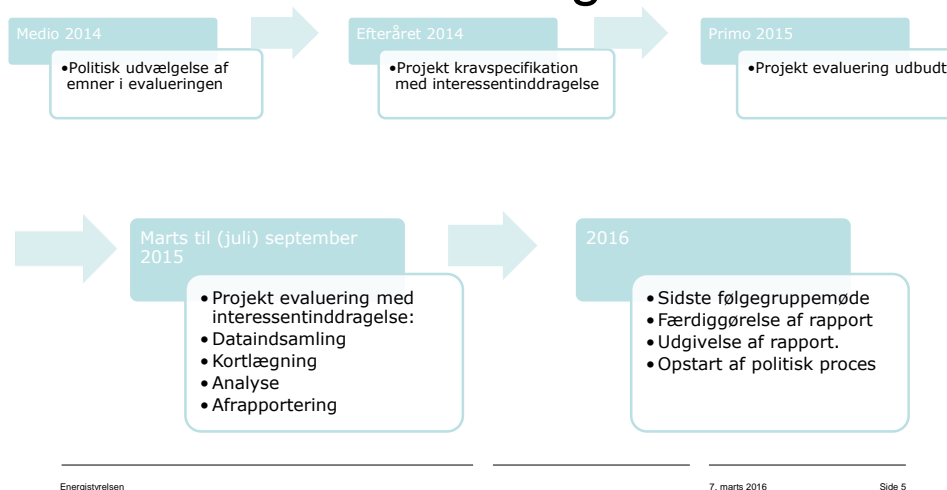 Medio 2014
•Politisk udvælgelse af
emner i evalueringen
Efteråret 2014
•Projekt kravspecifikation
med interessentinddragelse
Primo 2015
•Projekt evaluering udbudt
Marts til (juli) september
2015
•Projekt evaluering med
interessentinddragelse:
•Dataindsamling
•Kortlægning
•Analyse
•Afrapportering
2016
•Sidste følgegruppemøde
•Færdiggørelse af rapport
•Udgivelse af rapport.
•Opstart af politisk proces
Energistyrelsen
7. marts 2016
Side 5